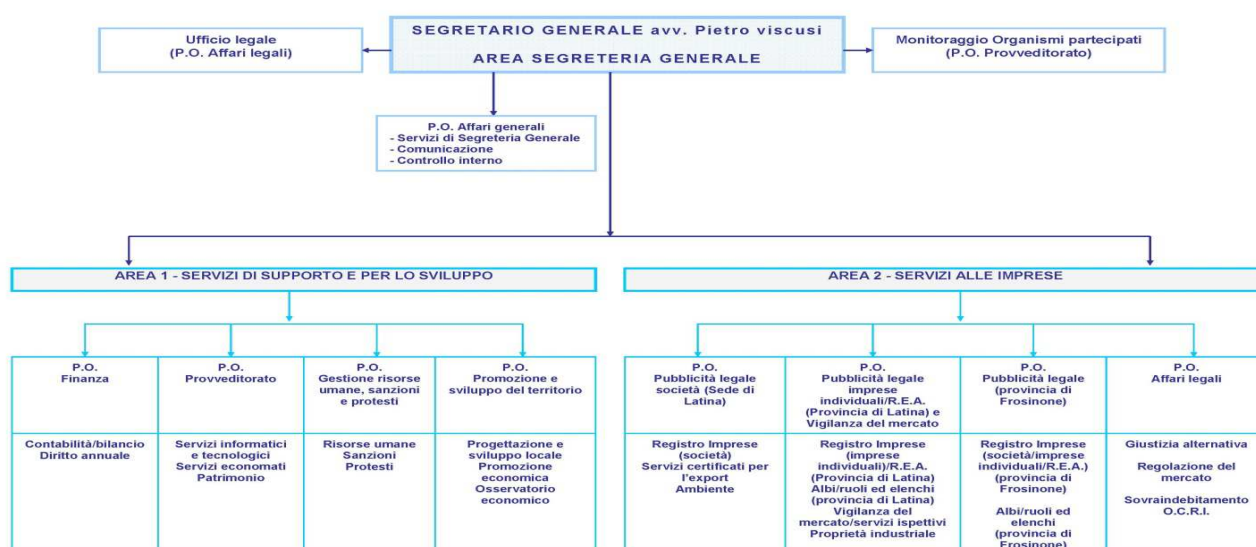 SEGRETARIO GENERALE avv. Pietro viscusi
AREA SEGRETERIA GENERALE
Ufficio legale
(P.O. Affari legali)
Monitoraggio Organismi partecipati
(P.O. Provveditorato)
P.O. Affari generali
- Servizi di Segreteria Generale
- Comunicazione
- Controllo interno
AREA 1 - SERVIZI DI SUPPORTO E PER LO SVILUPPO
AREA 2 - SERVIZI ALLE IMPRESE
P.O.
Finanza
Contabilità/bilancio
Diritto annuale
P.O.
Provveditorato
Servizi informatici
e tecnologici
Servizi economati
Patrimonio
P.O.
Gestione risorse
umane, sanzioni
e protesti
Risorse umane
Sanzioni
Protesti
P.O.
Promozione e
sviluppo del territorio
Progettazione e
sviluppo locale
Promozione
economica
Osservatorio
economico
P.O.
Pubblicità legale
società (Sede di
Latina)
Registro Imprese
(società)
Servizi certificati per
l'export
Ambiente
P.O.
Pubblicità legale
imprese
individuali/R.E.A.
(Provincia di Latina) e
Vigilanza del mercato
Registro Imprese
(imprese
individuali)/R.E.A.
(Provincia di Latina)
Albi/ruoli ed elenchi
(provincia di Latina)
Vigilanza del
mercato/servizi ispettivi
Proprietà industriale
P.O.
Pubblicità legale
(provincia di
Frosinone)
Registro Imprese
(società/imprese
individuali/R.E.A.)
(provincia di
Frosinone)
Albi/ruoli ed
elenchi
(provincia di
Frosinone)
P.O.
Affari legali
Giustizia alternativa
Regolazione del
mercato
Sovraindebitamento
O.C.R.I.